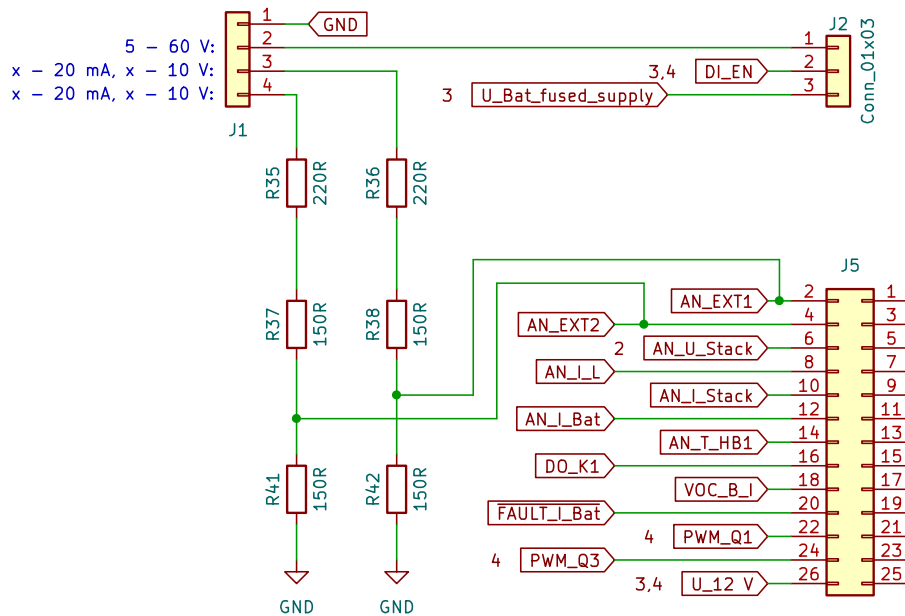 1
GND
J2
5 – 60 V:
2
1
x – 20 mA, x – 10 V:
3
3,4
DI_EN
2
x – 20 mA, x – 10 V:
4
3
U_Bat_fused_supply
3
Conn_01x03
J1
R35
220R
R36
220R
J5
AN_EXT1
2
1
R37
150R
R38
150R
AN_EXT2
4
3
2
AN_U_Stack
6
5
AN_I_L
8
7
AN_I_Stack
10
9
AN_I_Bat
12
11
AN_T_HB1
14
13
R41
150R
R42
150R
DO_K1
16
15
VOC_B_I
18
17
FAULT_I_Bat
20
19
4
PWM_Q1
22
21
4
PWM_Q3
24
23
3,4
U_12 V
26
25
GND
GND